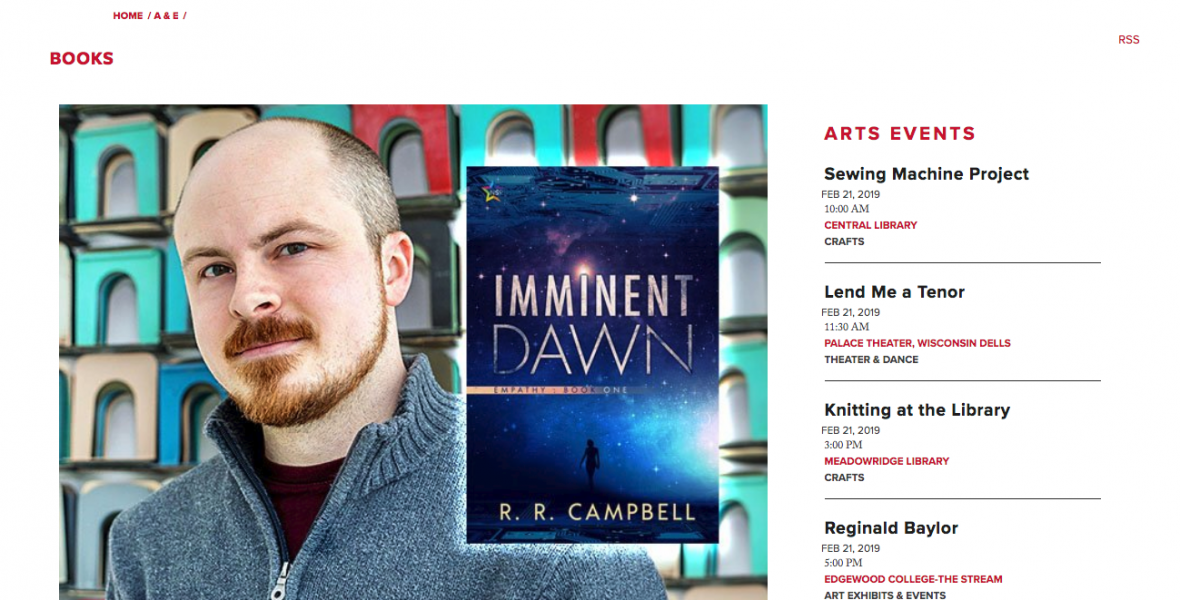 HOME / A & E /
RSS
BOOKS
IMMINENT
DAWN
EMPATHY : BOOK ONE
R. R. CAMPBELL
ARTS EVENTS
Sewing Machine Project
FEB 21, 2019
10:00 AM
CENTRAL LIBRARY
CRAFTS
Lend Me a Tenor
FEB 21, 2019
11:30 AM
PALACE THEATER, WISCONSIN DELLS
THEATER & DANCE
Knitting at the Library
FEB 21, 2019
3:00 PM
MEADOWRIDGE LIBRARY
CRAFTS
Reginald Baylor
FEB 21, 2019
5:00 PM
EDGEWOOD COLLEGE-THE STREAM
ART EXHIBITS & EVENTS